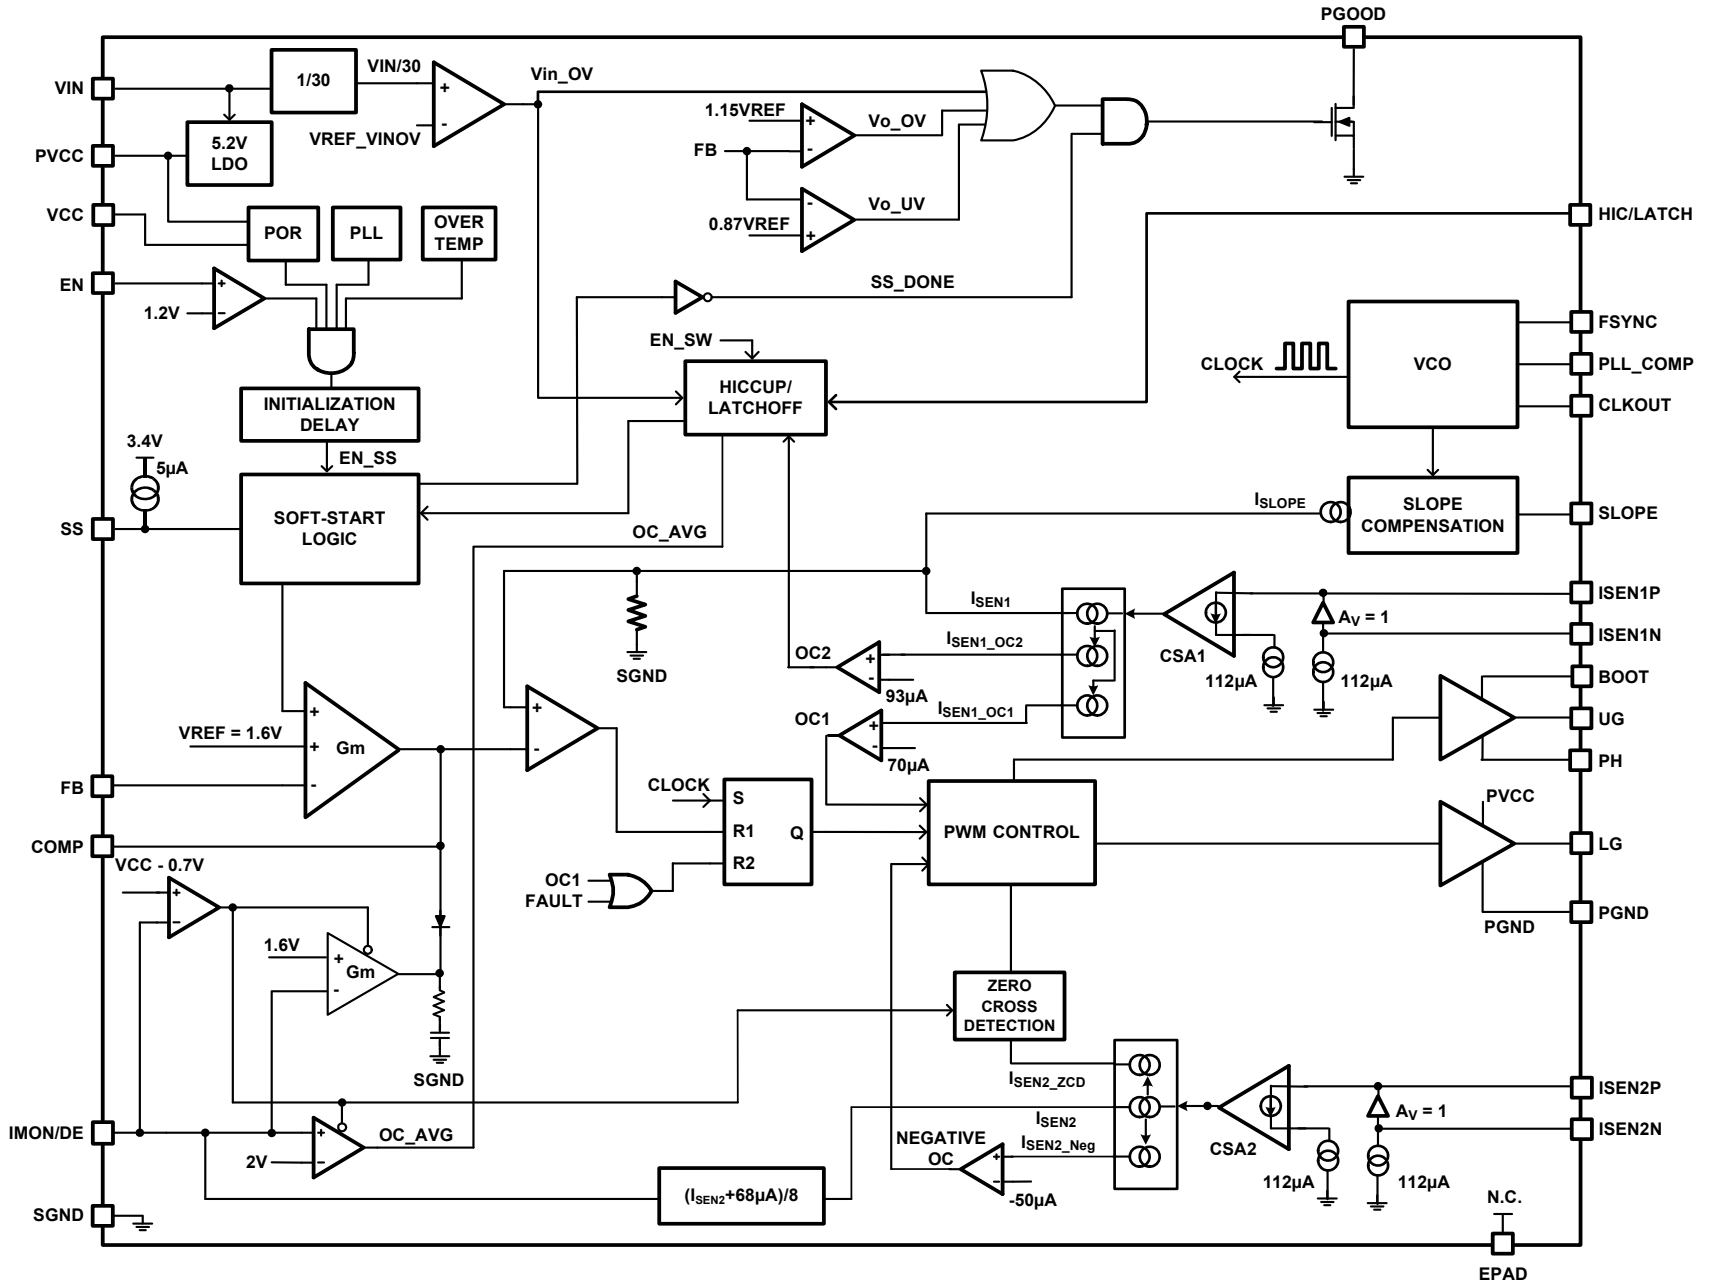 PGOOD
VIN
1/30
VIN/30
+
-
VREF_VINOV
Vin_OV
1.15VREF
+
-
Vo_OV
FB
5.2V
LDO
PVCC
-
+
Vo_UV
0.87VREF
VCC
POR
PLL
OVER
TEMP
HIC/LATCH
EN
+
-
1.2V
SS_DONE
EN_SW
FSYNC
VCO
CLOCK
PLL_COMP
CLKOUT
HICCUP/
LATCHOFF
INITIALIZATION
DELAY
3.4V
5µA
EN_SS
SS
SOFT-START
LOGIC
OC_AVG
ISLOPE
SLOPE
COMPENSATION
SLOPE
SGND
ISEN1
ISEN1_OC2
OC2
+
-
93µA
ISEN1_OC1
OC1
+
-
70µA
CSA1
112µA
112µA
AV = 1
ISEN1P
ISEN1N
BOOT
UG
PH
VREF = 1.6V
+
+
-
Gm
+
-
FB
COMP
CLOCK
S
R1
R2
Q
OC1
FAULT
PWM CONTROL
PVCC
LG
PGND
PGND
VCC - 0.7V
+
-
1.6V
+
-
Gm
SGND
ZERO
CROSS
DETECTION
ISEN2_ZCD
ISEN2
ISEN2_Neg
NEGATIVE
OC
+
-
-50µA
CSA2
112µA
112µA
AV = 1
ISEN2P
ISEN2N
IMON/DE
+
-
2V
OC_AVG
(ISEN2+68µA)/8
SGND
N.C.
EPAD